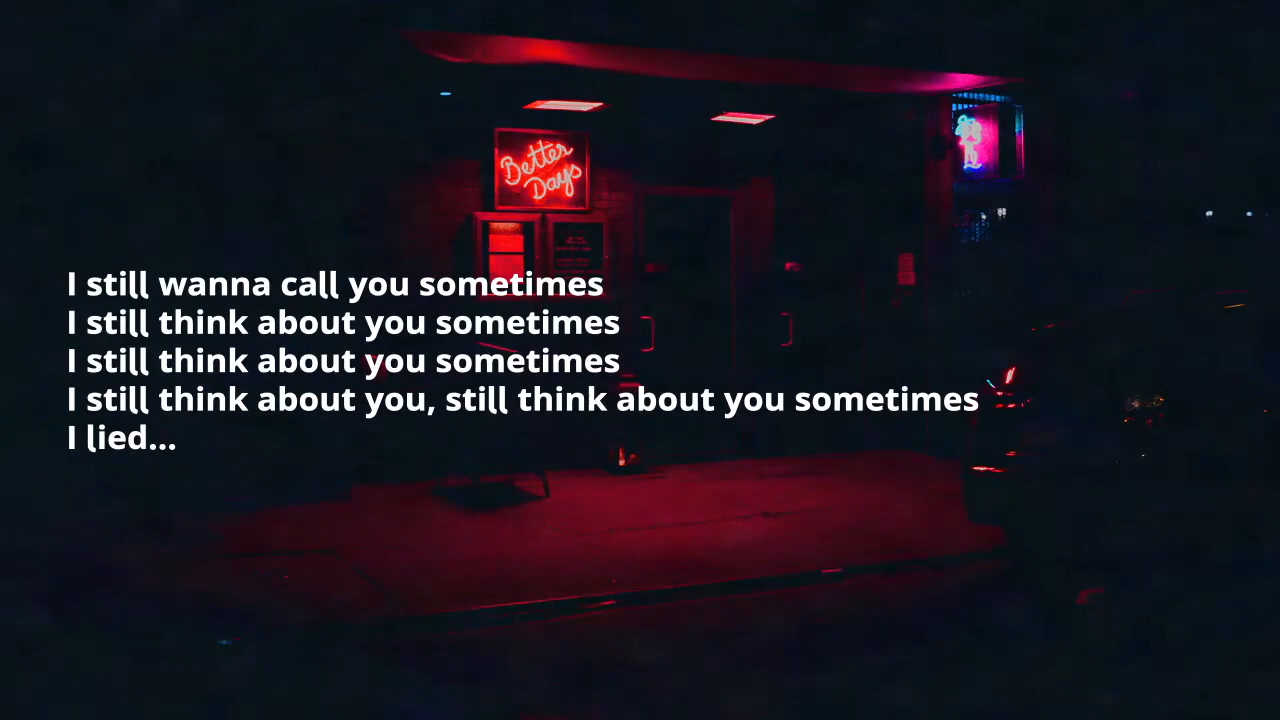 Better
Days
I still wanna call you sometimes
I still think about you sometimes
I still think about you sometimes
I still think about you, still think about you sometimes
I lied...